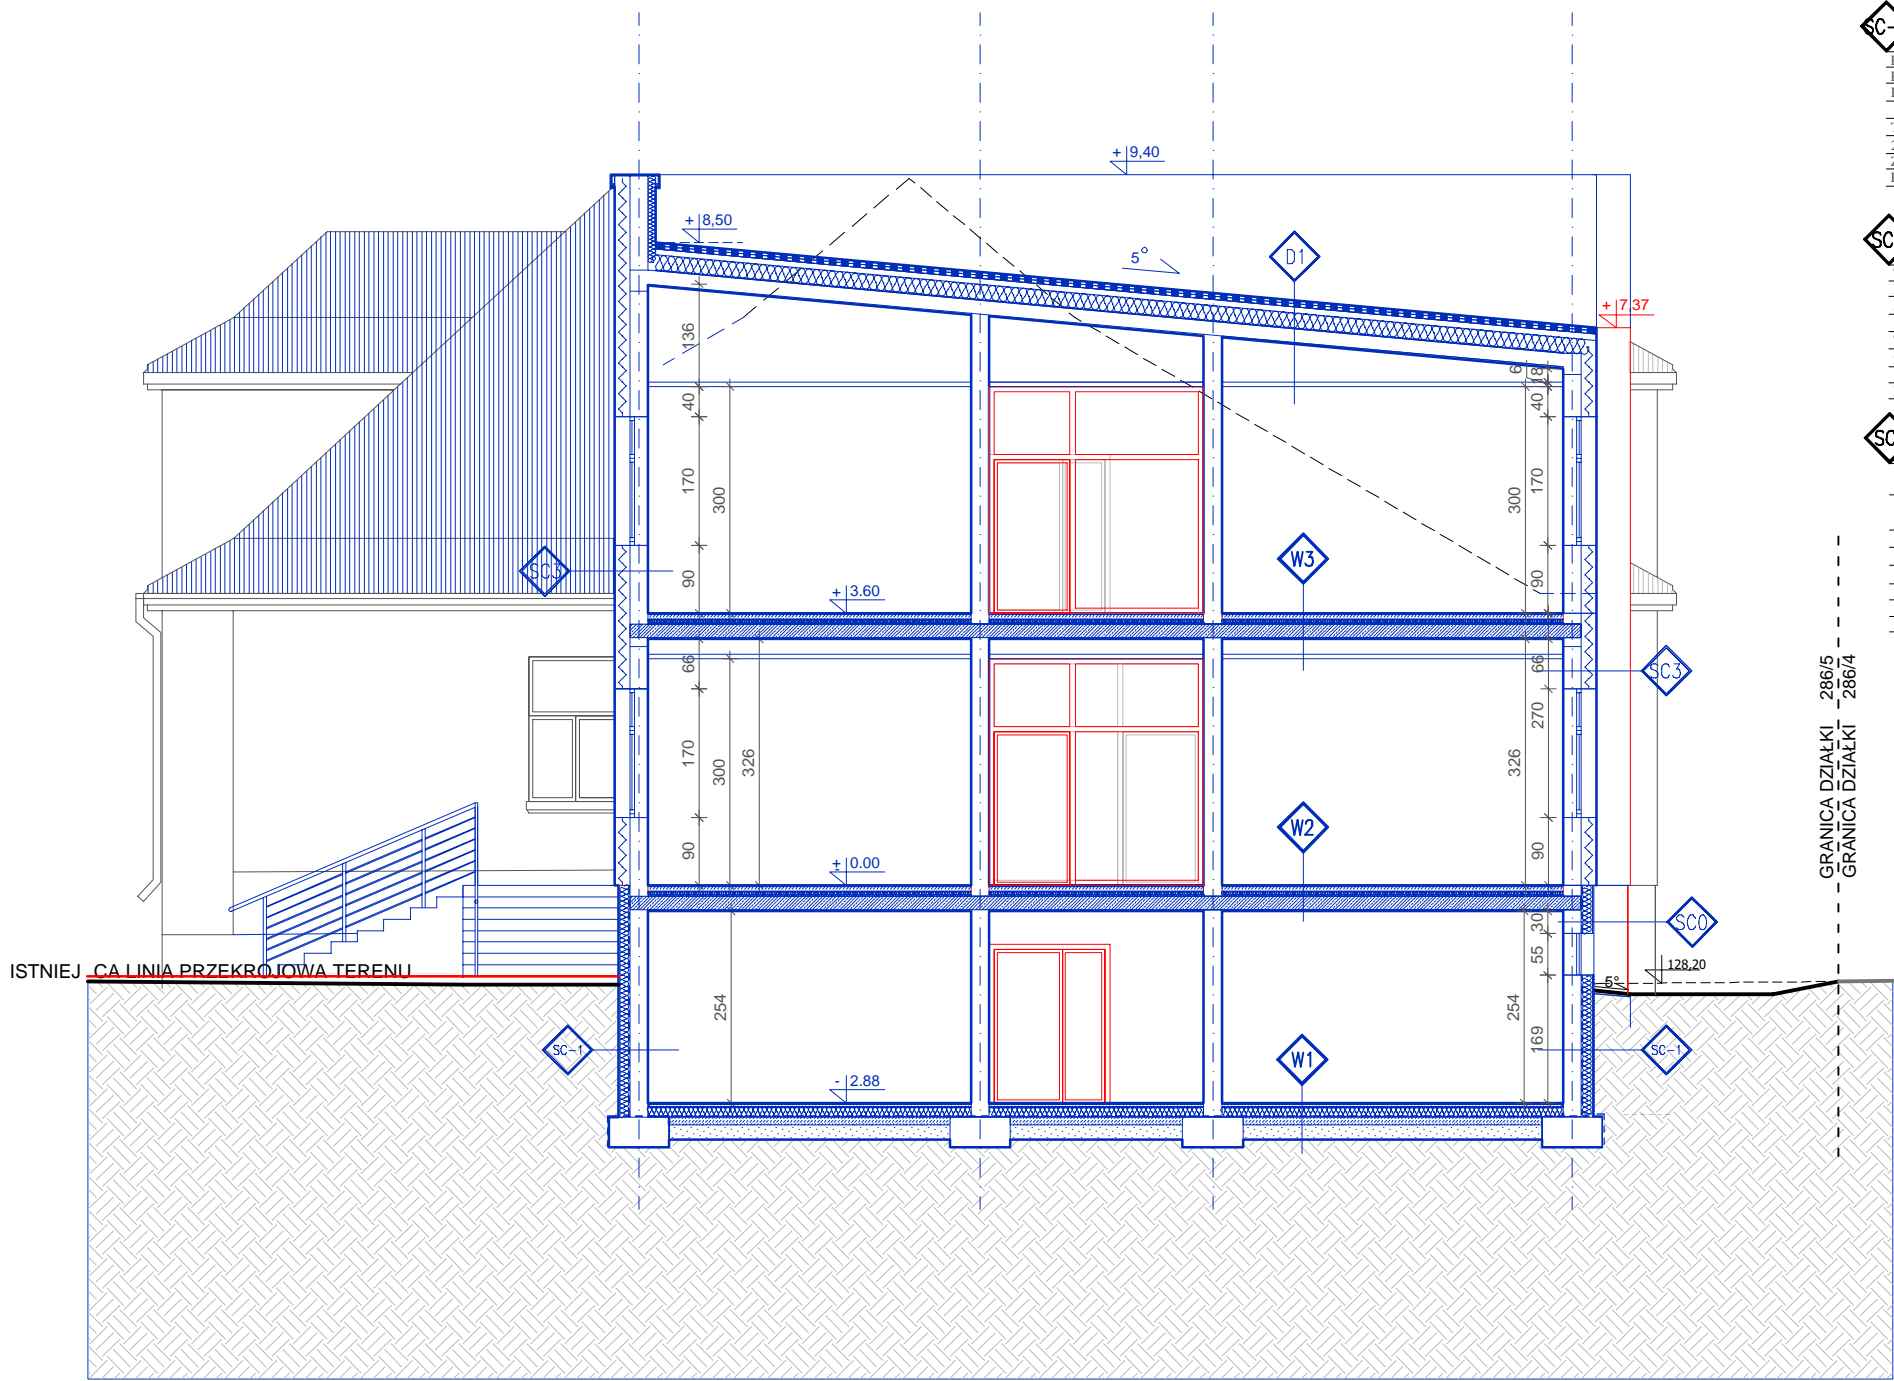 SC-
+ 9,40
+ 8,50
5°
D1
SC
+ 7,37
136
6
18
40
40
SC
170
300
300
170
SC3
W3
90
90
+ 3.60
66
66
SC3
GRANICA DZIAŁKI 286/5
GRANICA DZIAŁKI 286/4
270
170
300
326
326
W2
90
90
+ 0.00
30
SC0
55
ISTNIEJ CA LINIA PRZEKROJOWA TERENU
128,20
5°
254
254
169
SC-1
W1
SC-1
- 2.88